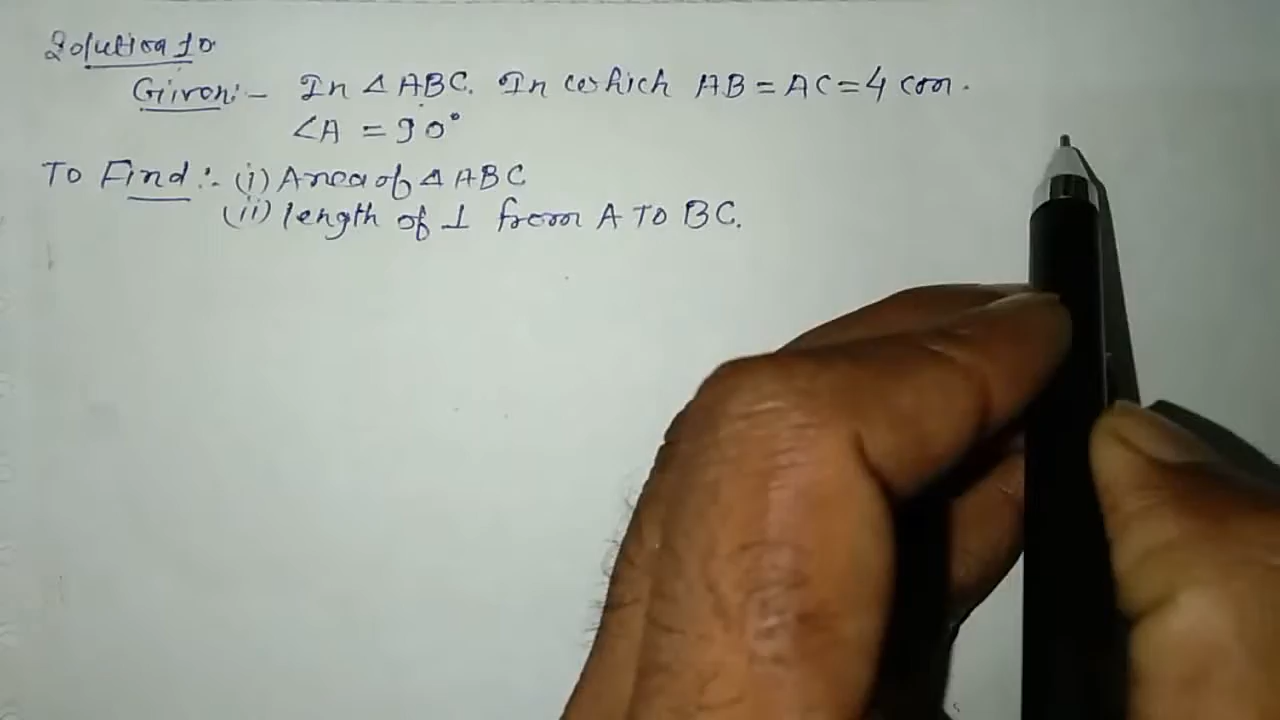 Solution 10
Given:- In △ABC. In which AB = AC = 4 cm.
∠A = 90°
To Find:- (i) Area of △ABC
(ii) length of ⊥ from A TO BC.